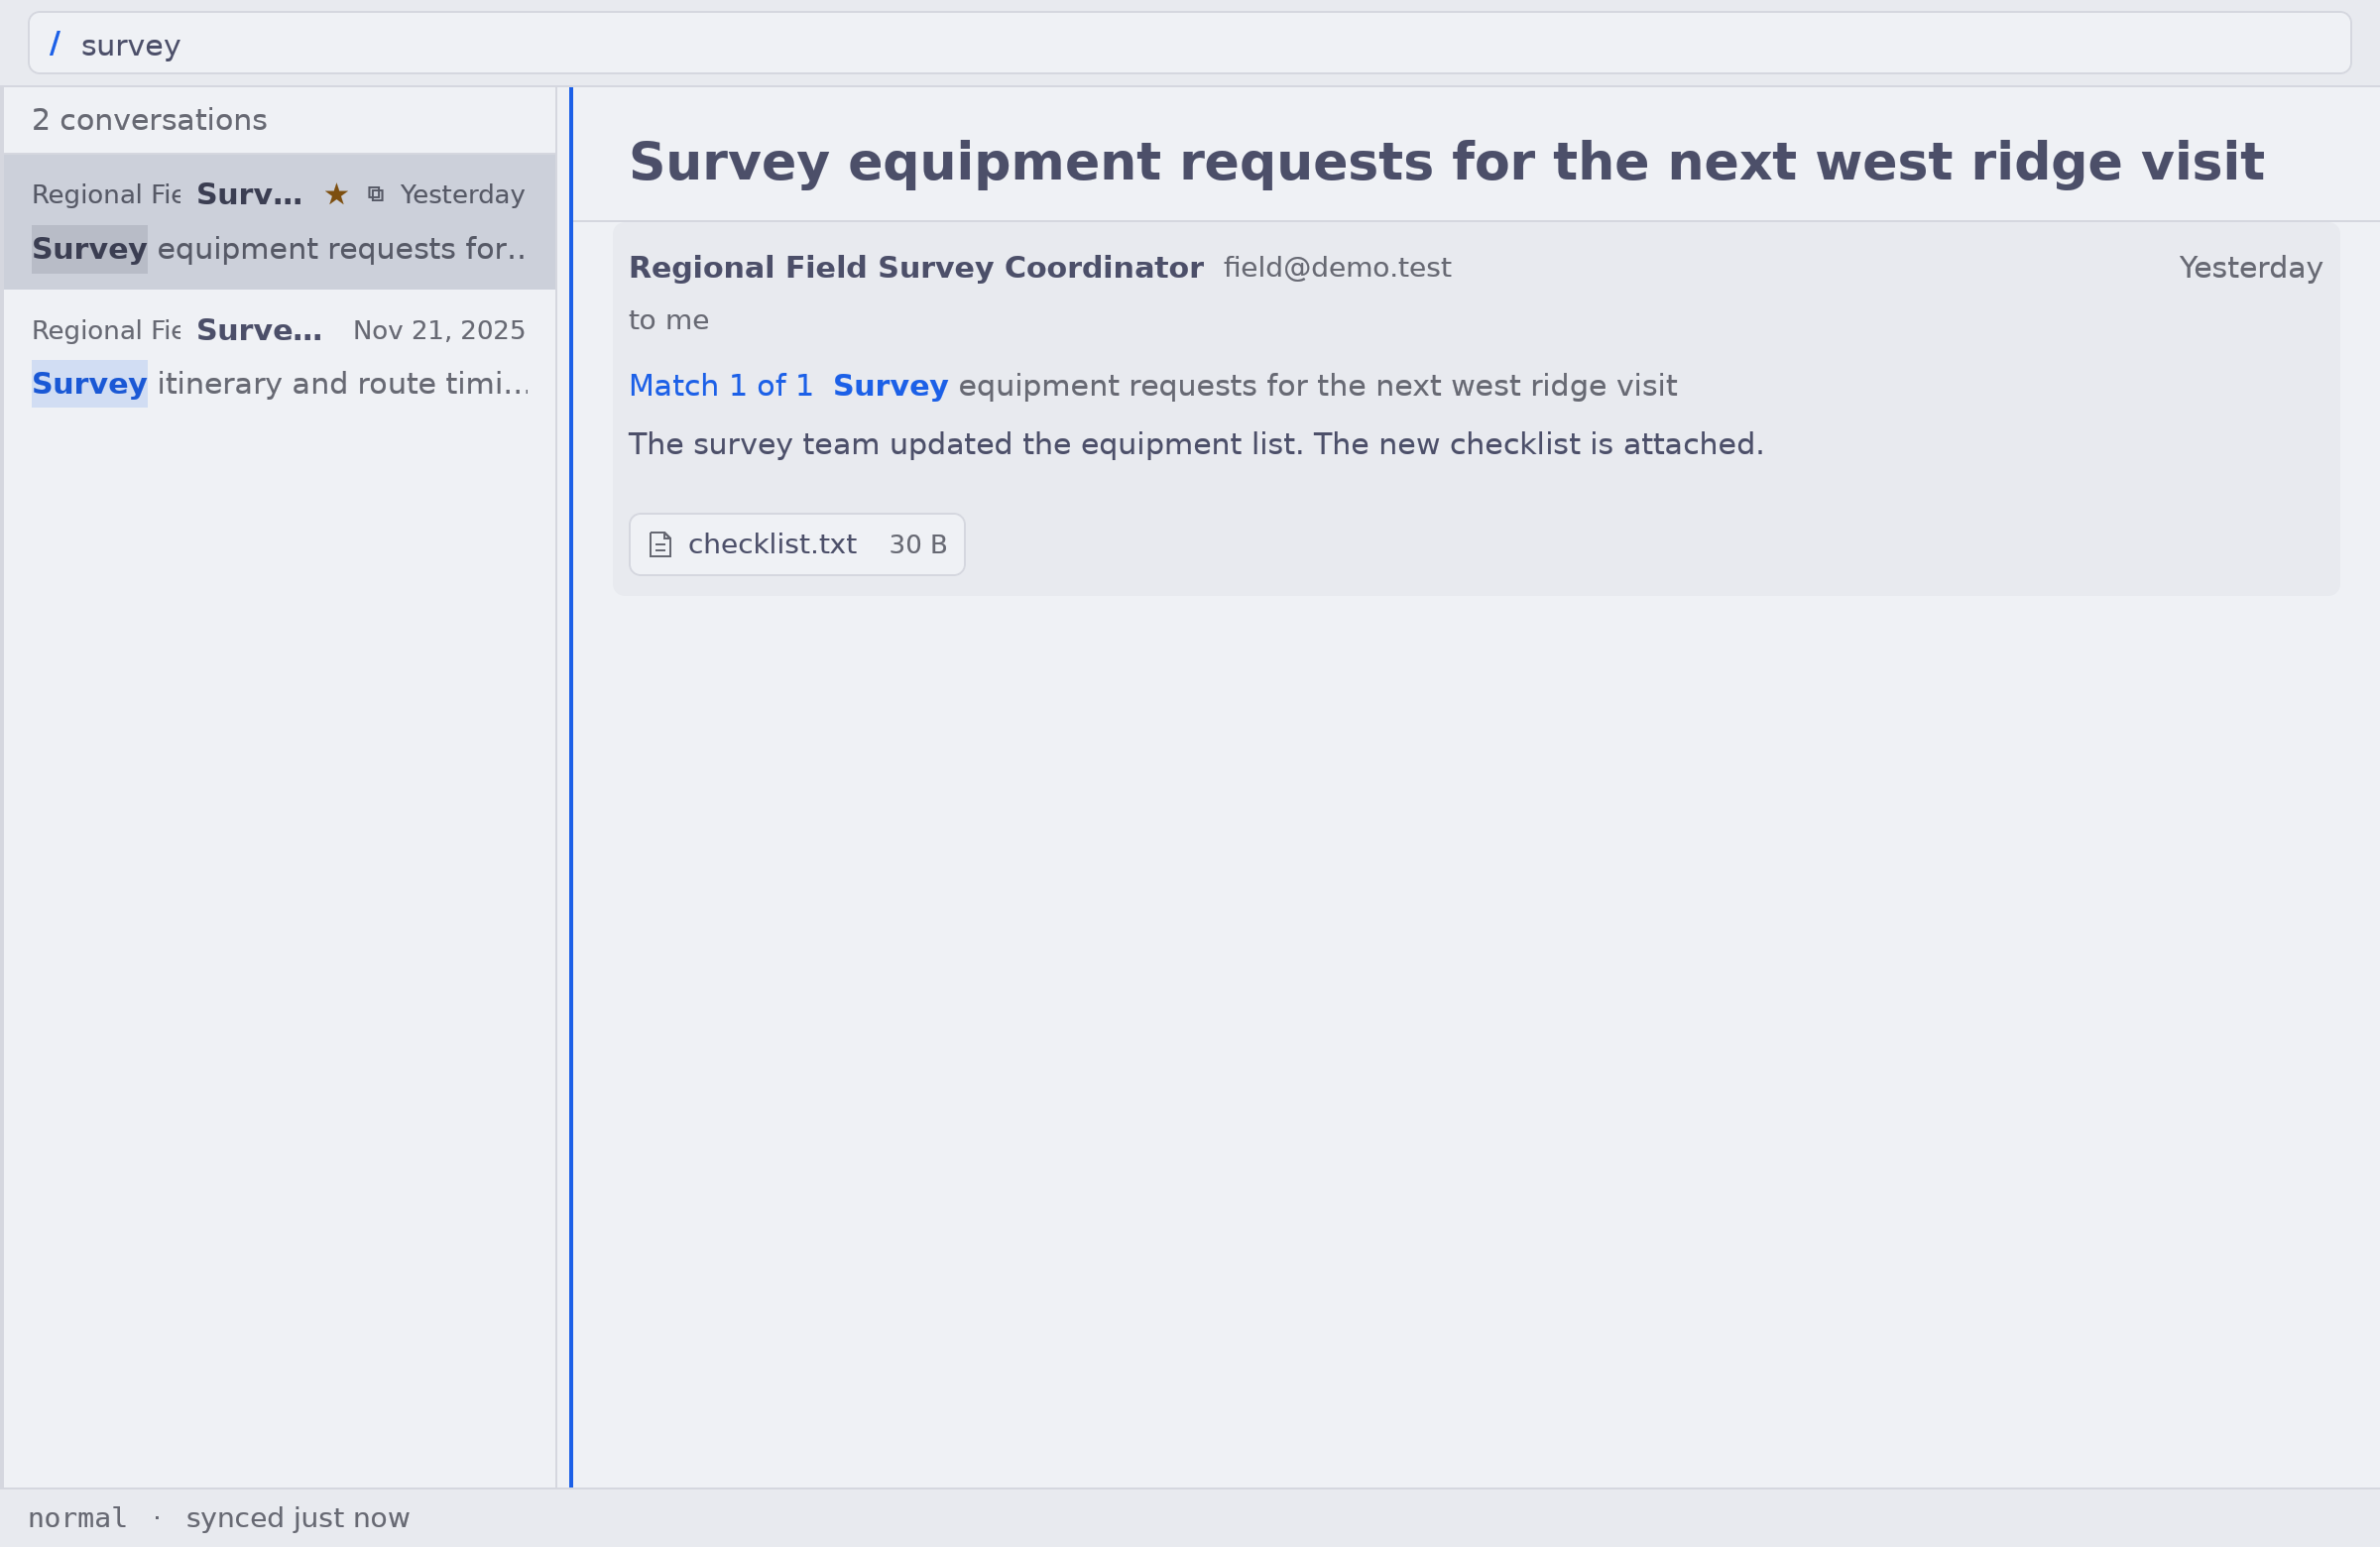 / survey
2 conversations
Regional Fie Surv… ★ Yesterday
Survey equipment requests for…
Regional Fie Surve… Nov 21, 2025
Survey itinerary and route timi…
Survey equipment requests for the next west ridge visit
Regional Field Survey Coordinator field@demo.test Yesterday
to me
Match 1 of 1 Survey equipment requests for the next west ridge visit
The survey team updated the equipment list. The new checklist is attached.
checklist.txt 30 B
normal · synced just now